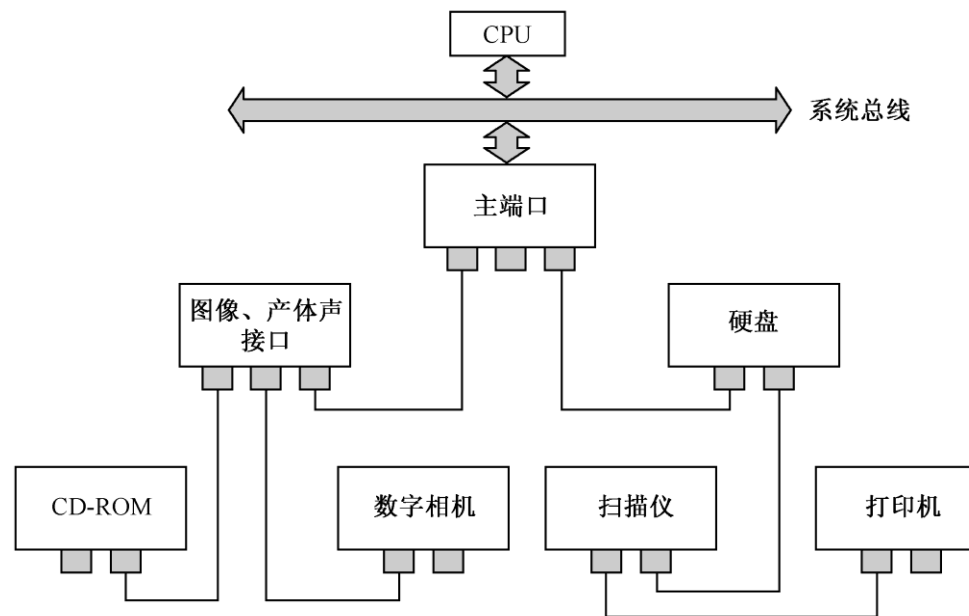 CPU
系统总线
主端口
图像、产体声
接口
硬盘
CD-ROM
数字相机
扫描仪
打印机